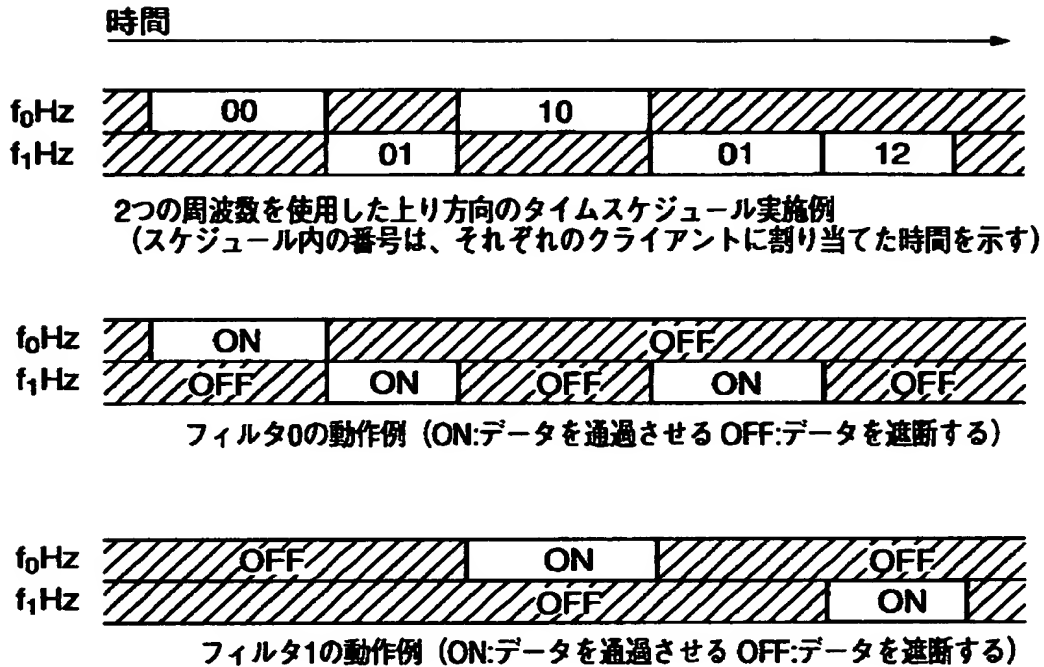 時間
f₀Hz 00 10
f₁Hz 01 01 12
2つの周波数を使用した上り方向のタイムスケジュール実施例
(スケジュール内の番号は、それぞれのクライアントに割り当てた時間を示す)
f₀Hz ON OFF
f₁Hz OFF ON OFF ON OFF
フィルタ0の動作例(ON:データを通過させる OFF:データを遮断する)
f₀Hz OFF ON OFF
f₁Hz OFF ON
フィルタ1の動作例(ON:データを通過させる OFF:データを遮断する)